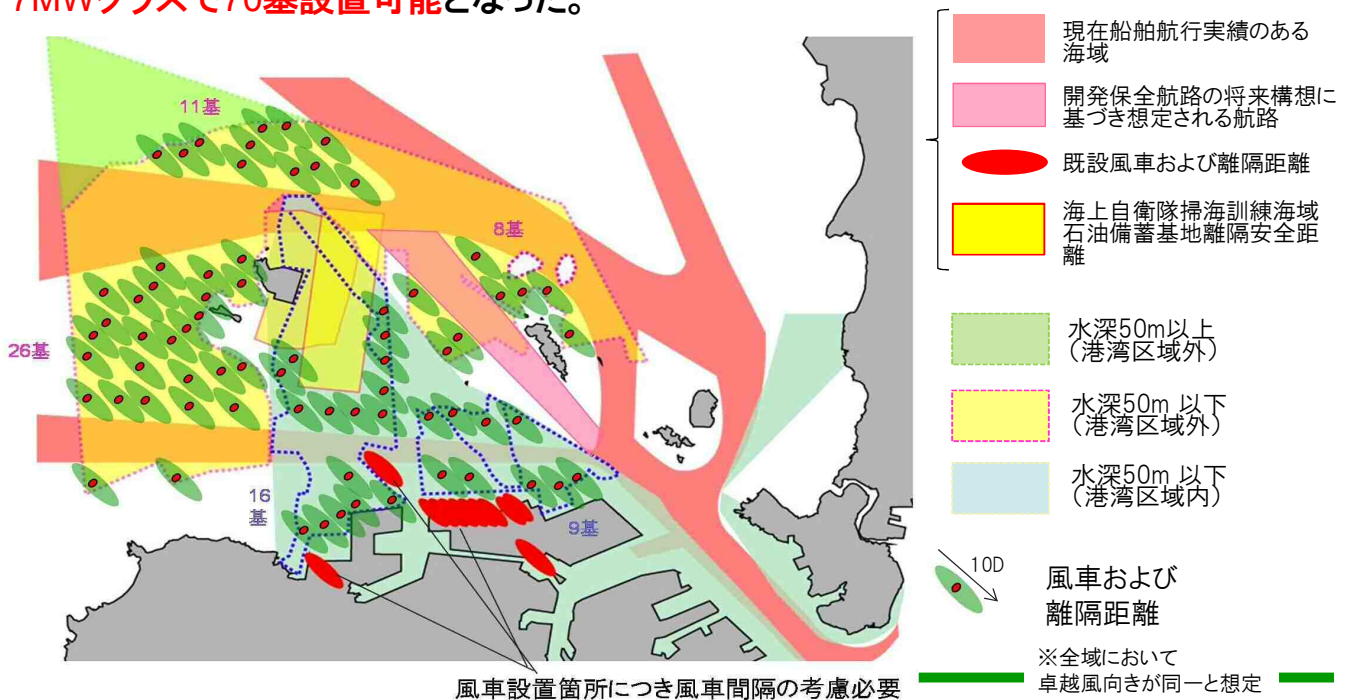 7MWクラスで70基設置可能となった。
11基
8基
26基
16
基
9基
風車設置箇所につき風車間隔の考慮必要
現在船舶航行実績のある
海域
開発保全航路の将来構想に
基づき想定される航路
既設風車および離隔距離
海上自衛隊掃海訓練海域
石油備蓄基地離隔安全距
離
水深50m以上
（港湾区域外）
水深50m 以下
（港湾区域外）
水深50m 以下
（港湾区域内）
10D
風車および
離隔距離
※全域において
卓越風向きが同一と想定